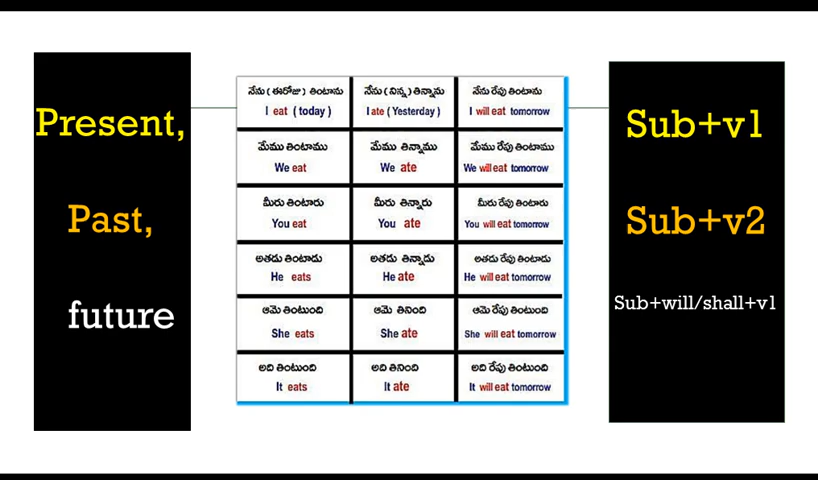 Present,
Past,
future
నేను ( ఈరోజు ) తింటాను
I eat ( today )
నేను ( నిన్న ) తిన్నాను
I ate ( Yesterday )
నేను రేపు తింటాను
I will eat tomorrow
మేము తింటాము
We eat
మేము తిన్నాము
We ate
మేము రేపు తింటాము
We will eat tomorrow
మీరు తింటారు
You eat
మీరు తిన్నారు
You ate
మీరు రేపు తింటారు
You will eat tomorrow
అతడు తింటాడు
He eats
అతడు తిన్నాడు
He ate
అతడు రేపు తింటాడు
He will eat tomorrow
ఆమె తింటుంది
She eats
ఆమె తినింది
She ate
ఆమె రేపు తింటుంది
She will eat tomorrow
అది తింటుంది
It eats
అది తినింది
It ate
అది రేపు తింటుంది
It will eat tomorrow
Sub+v1
Sub+v2
Sub+will/shall+v1